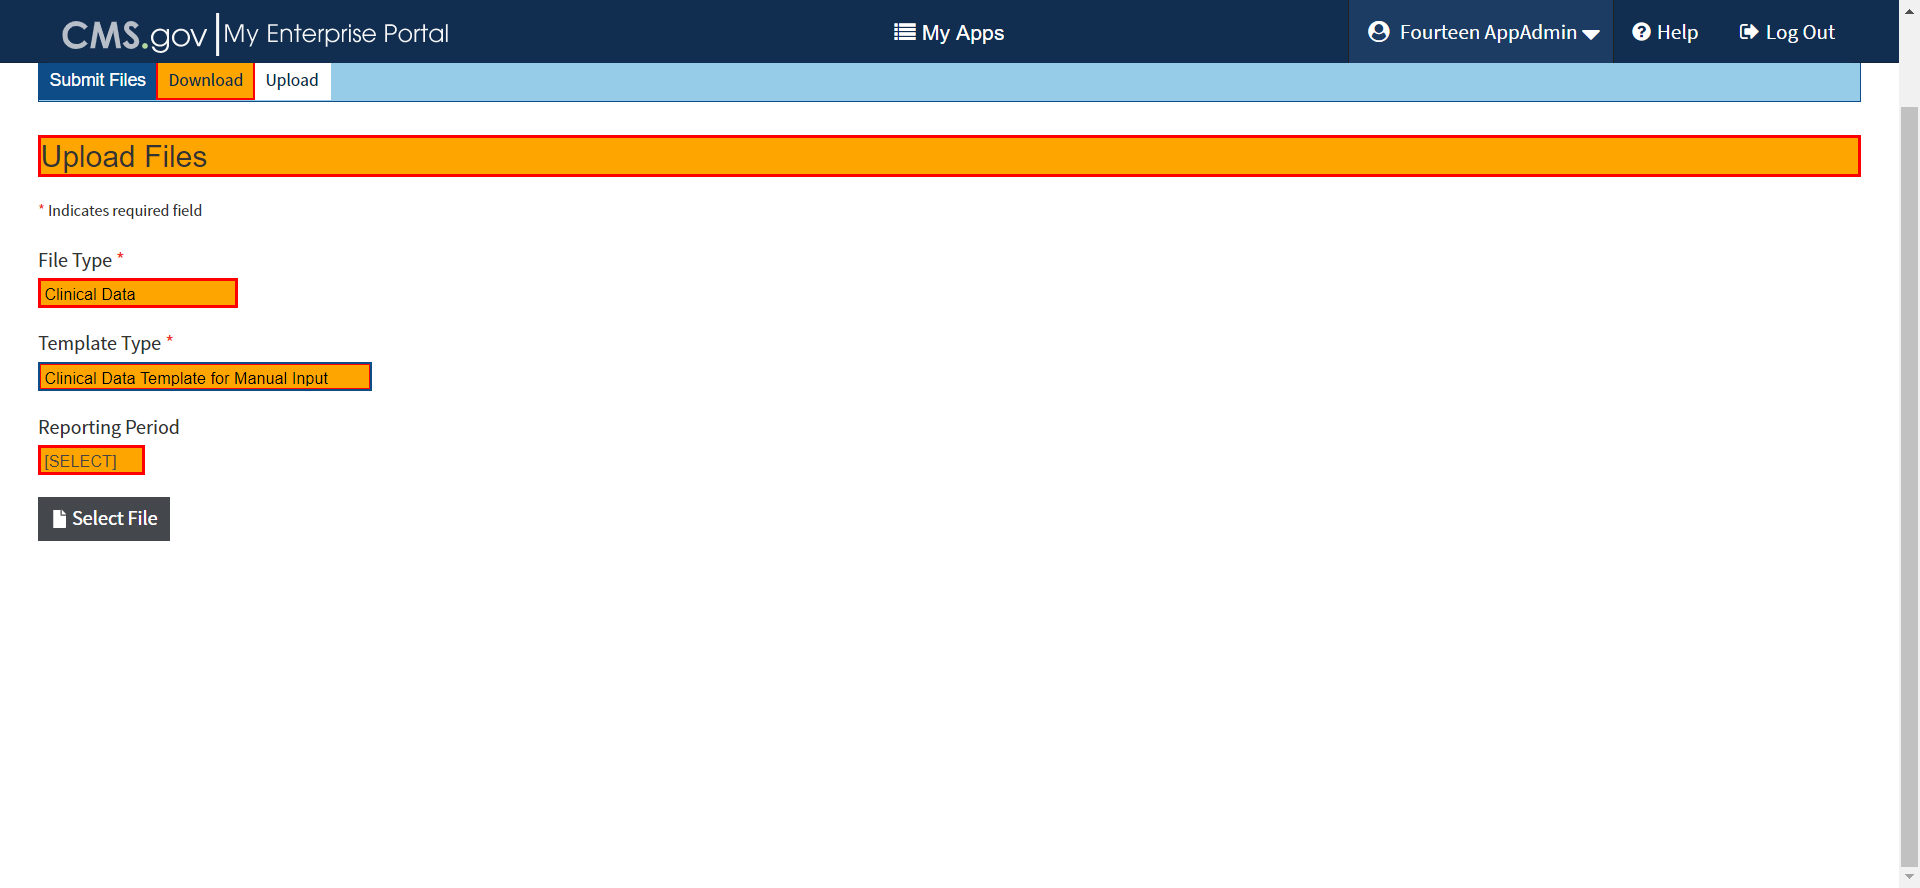 CMS.gov My Enterprise Portal My Apps Fourteen AppAdmin Help Log Out
Submit Files Download Upload
Upload Files
* Indicates required field
File Type *
Clinical Data
Template Type *
Clinical Data Template for Manual Input
Reporting Period
[SELECT]
Select File